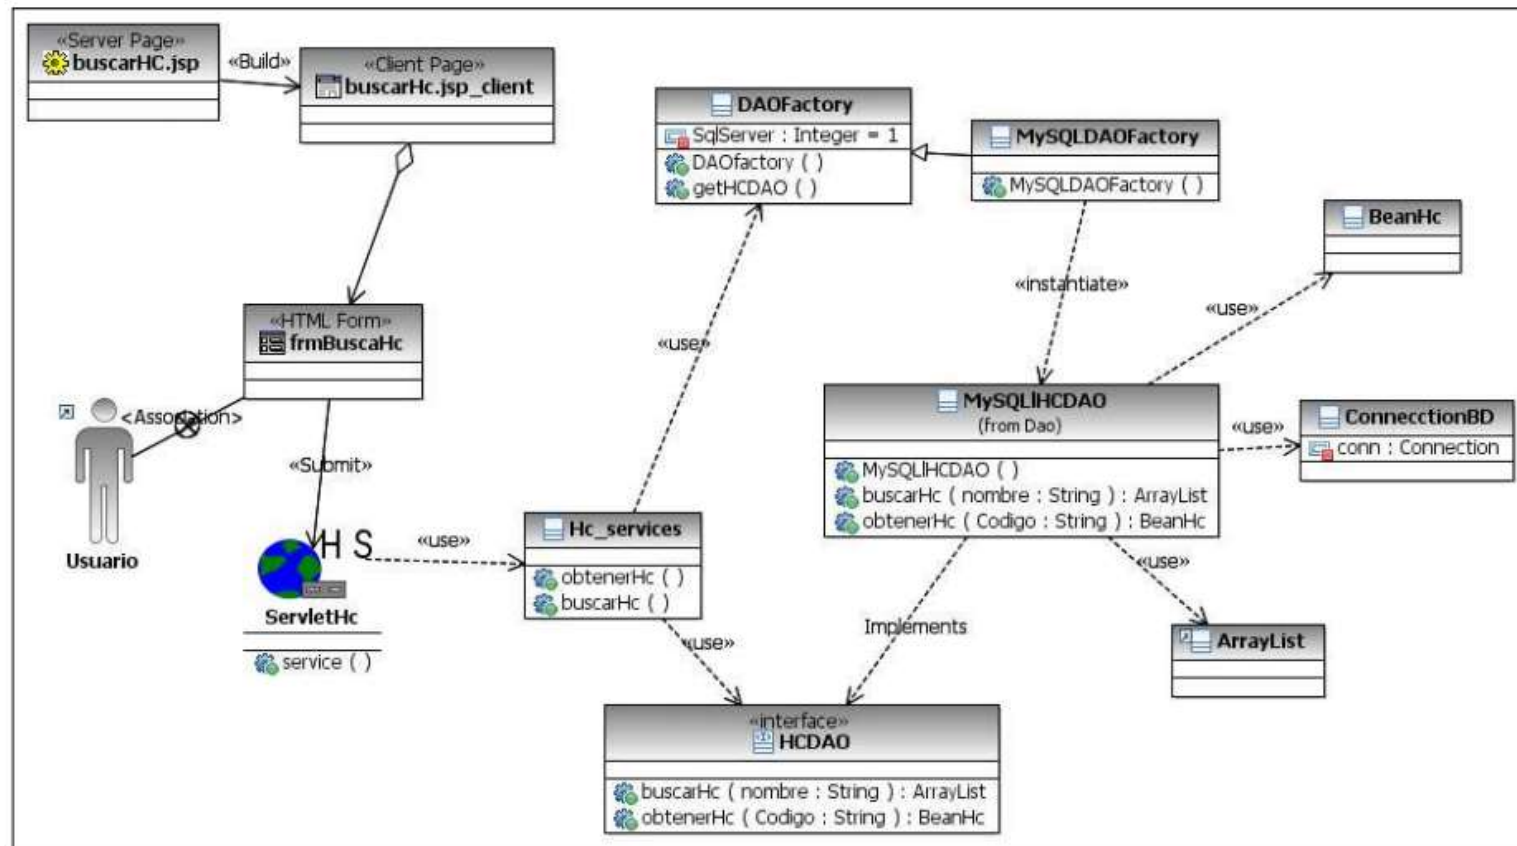 «Server Page»
buscarHC.jsp
«Build»
«Client Page»
buscarHc.jsp_client
DAOFactory
SqlServer : Integer = 1
DAOfactory ( )
getHCDAO ( )
MySQLDAOFactory
MySQLDAOFactory ( )
BeanHc
«instantiate»
«use»
«HTML Form»
frmBuscaHc
«use»
<Association>
MySQLlHCDAO
(from Dao)
MySQLlHCDAO ( )
buscarHc ( nombre : String ) : ArrayList
obtenerHc ( Codigo : String ) : BeanHc
«use»
ConnecctionBD
conn : Connection
«Submit»
Usuario
H S
ServletHc
service ( )
«use»
Hc_services
obtenerHc ( )
buscarHc ( )
«use»
Implements
«use»
ArrayList
«interface»
HCDAO
buscarHc ( nombre : String ) : ArrayList
obtenerHc ( Codigo : String ) : BeanHc